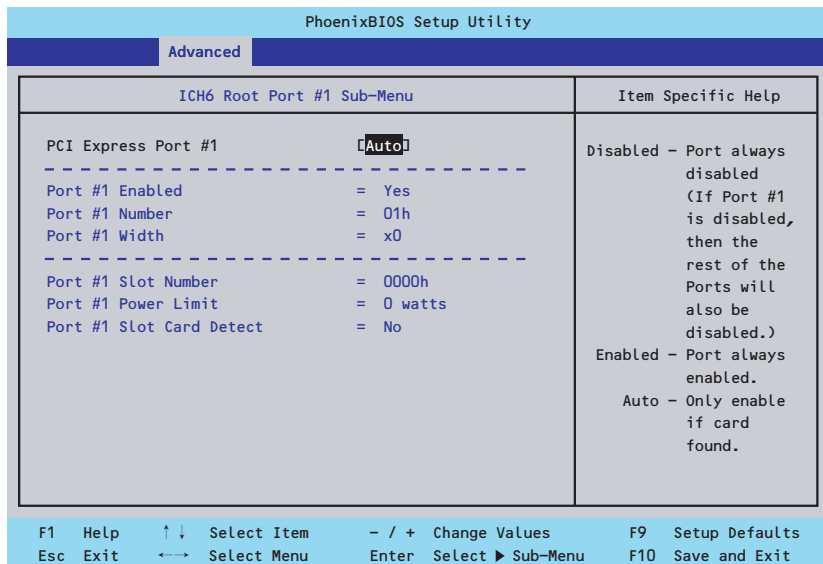 PhoenixBIOS Setup Utility
Advanced
ICH6 Root Port #1 Sub-Menu
Item Specific Help
PCI Express Port #1 [Auto]
Port #1 Enabled = Yes
Port #1 Number = 01h
Port #1 Width = x0
Port #1 Slot Number = 0000h
Port #1 Power Limit = 0 watts
Port #1 Slot Card Detect = No
Disabled – Port always
disabled
(If Port #1
is disabled,
then the
rest of the
Ports will
also be
disabled.)
Enabled – Port always
enabled.
Auto – Only enable
if card
found.
F1 Help ↑↓ Select Item – / + Change Values F9 Setup Defaults
Esc Exit ←→ Select Menu Enter Select ▶ Sub-Menu F10 Save and Exit